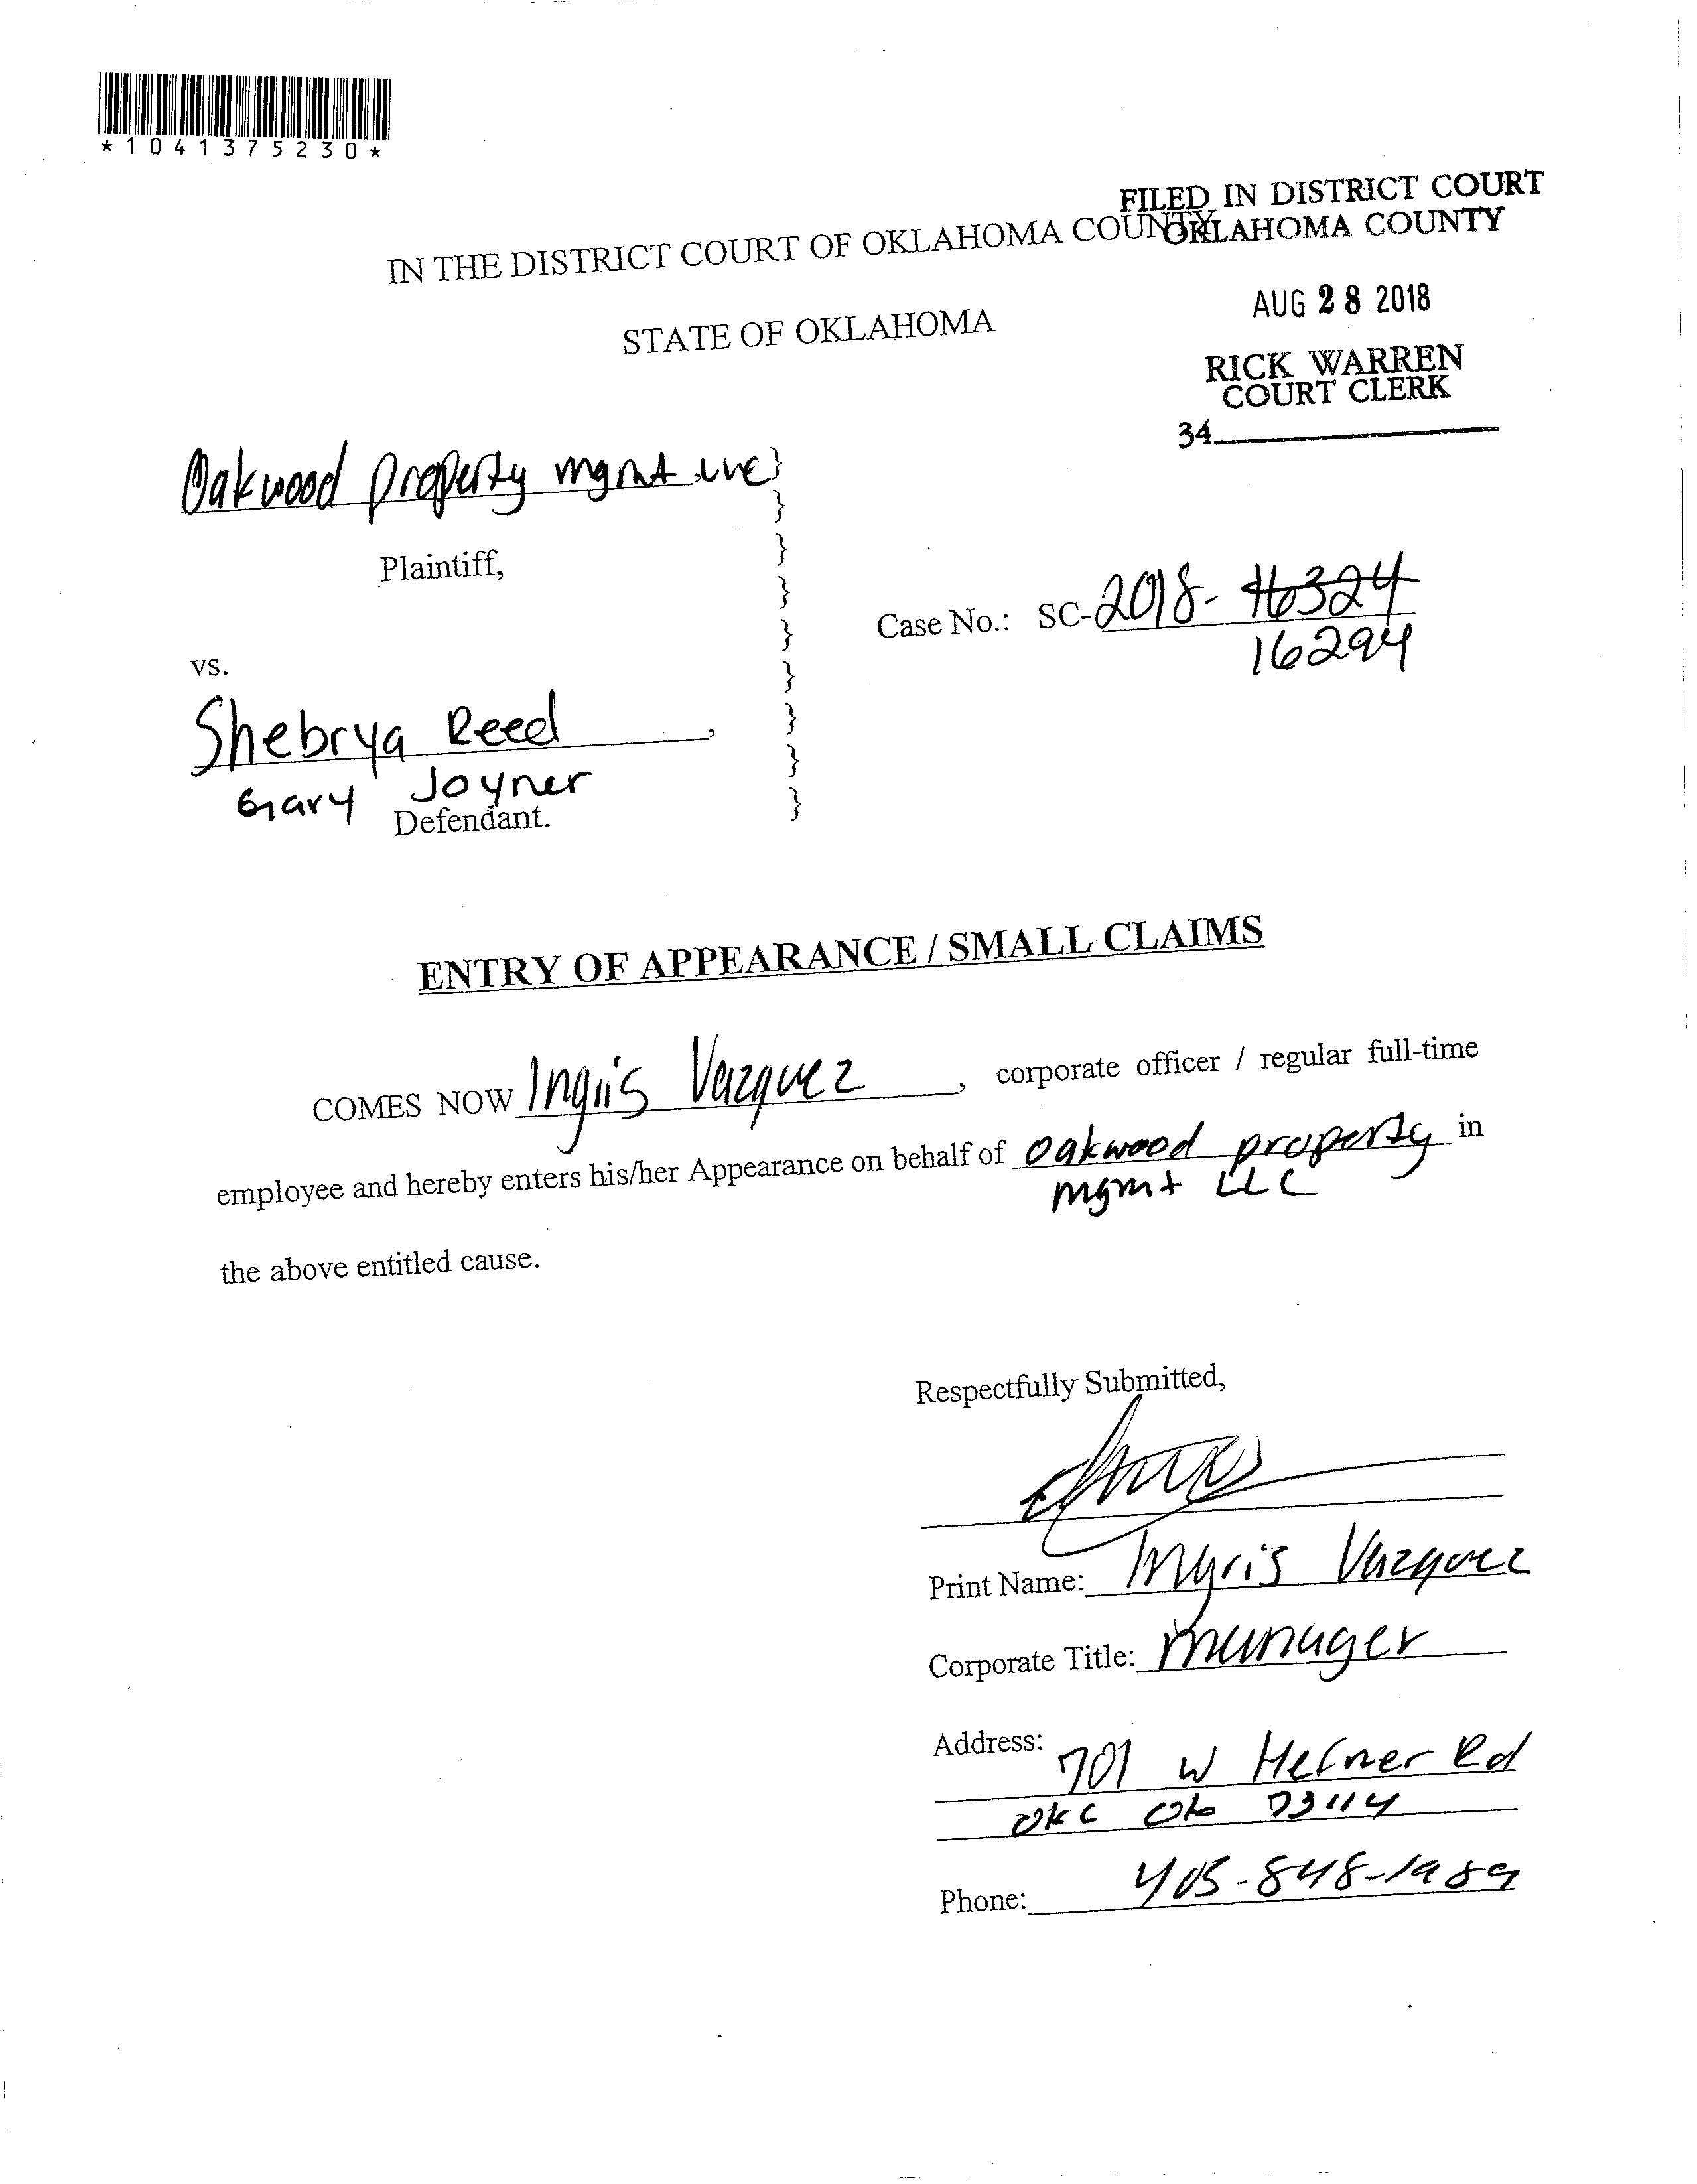 *1041375230*
FILED IN DISTRICT COURT
OKLAHOMA COUNTY
IN THE DISTRICT COURT OF OKLAHOMA COUNTY
AUG 28 2018
STATE OF OKLAHOMA
RICK WARREN
COURT CLERK
34
Oakwood property mgmt LLC }
}
Plaintiff, }
}
Case No.: SC-2018- 16324
} 16294
vs. }
}
Shebrya Reed , }
Gary Joyner }
Defendant.
ENTRY OF APPEARANCE / SMALL CLAIMS
COMES NOW Ingris Vazquez , corporate officer / regular full-time
employee and hereby enters his/her Appearance on behalf of Oakwood property in
mgmt LLC
the above entitled cause.
Respectfully Submitted,
Print Name: Ingris Vazquez
Corporate Title: manager
Address: 701 W Hefner Rd
OKC Ok 73114
Phone: 405-848-1989